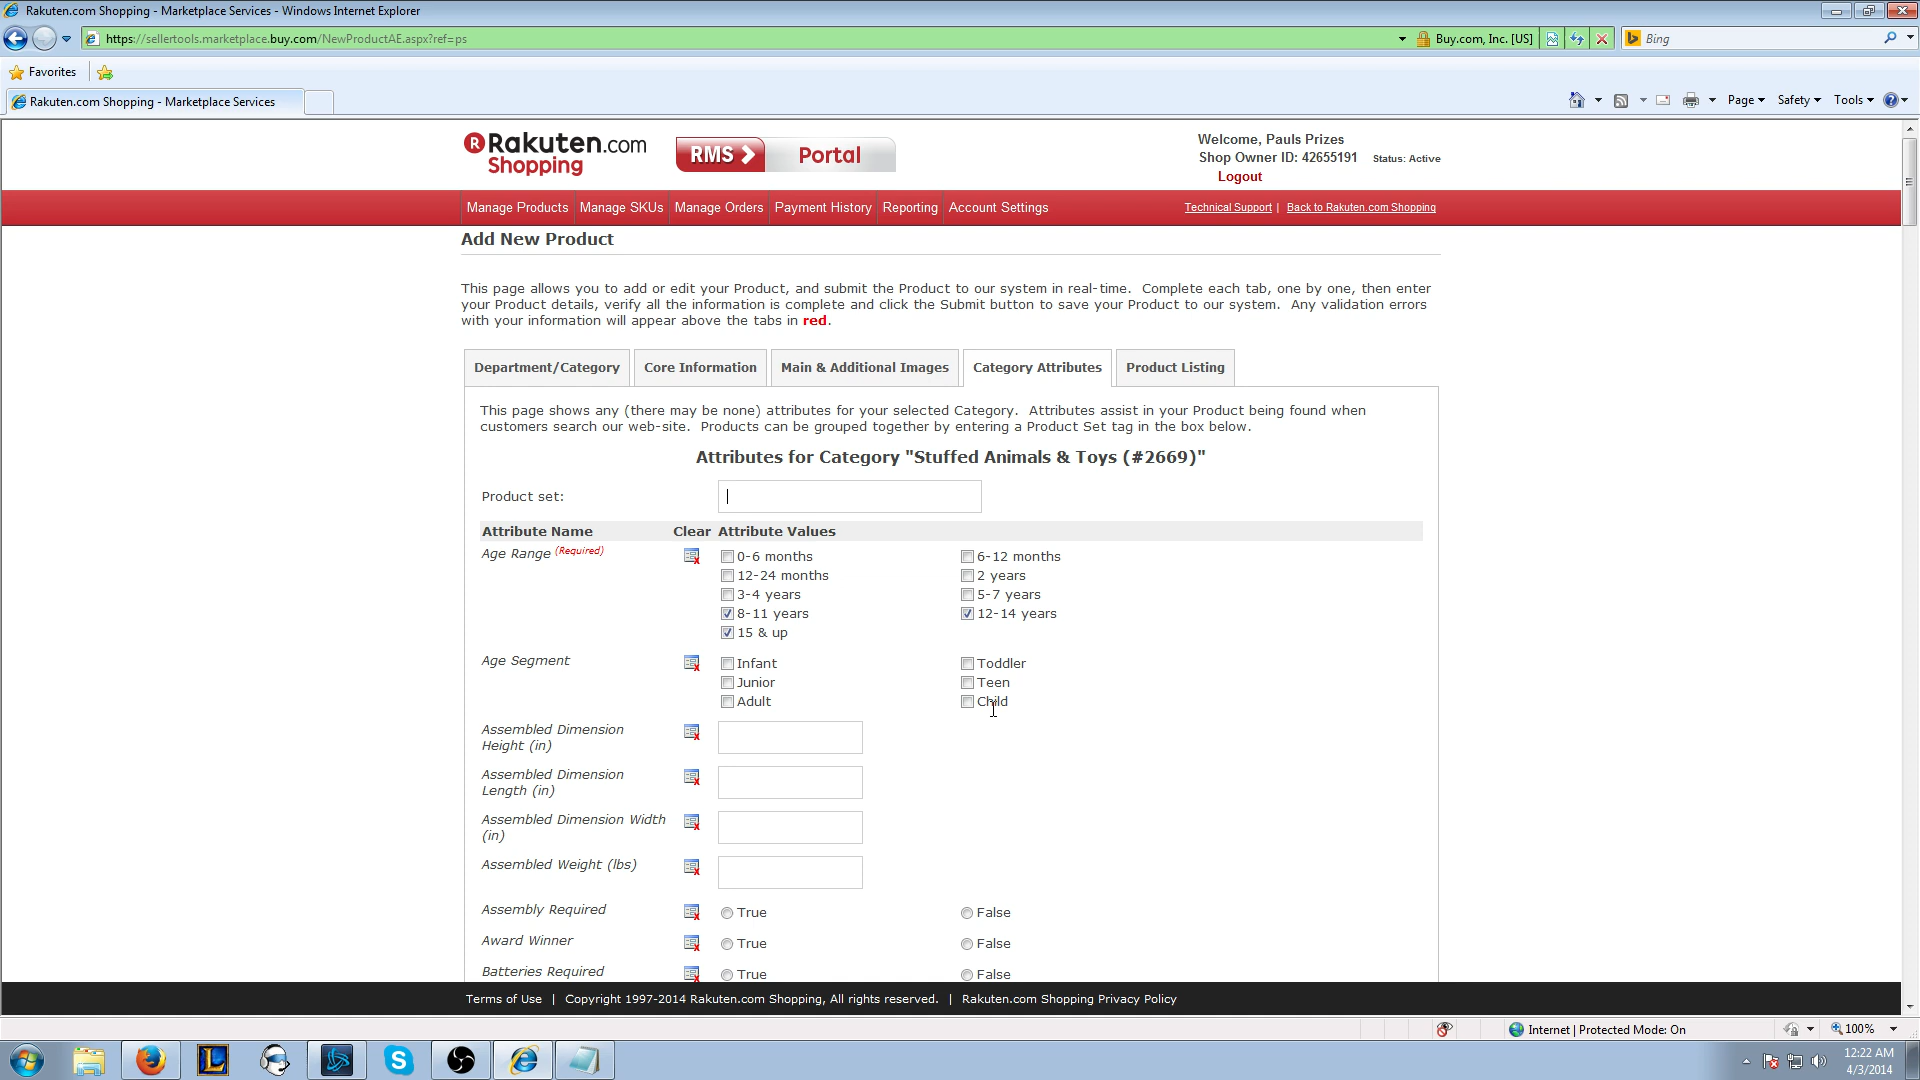 Rakuten.com Shopping - Marketplace Services - Windows Internet Explorer
https://sellertools.marketplace.buy.com/NewProductAE.aspx?ref=ps
Buy.com, Inc. [US]
Bing
Favorites
Rakuten.com Shopping - Marketplace Services
Page
Safety
Tools
Rakuten.com
Shopping
RMS
Portal
Welcome, Pauls Prizes
Shop Owner ID: 42655191 Status: Active
Logout
Manage Products
Manage SKUs
Manage Orders
Payment History
Reporting
Account Settings
Technical Support | Back to Rakuten.com Shopping
Add New Product
This page allows you to add or edit your Product, and submit the Product to our system in real-time. Complete each tab, one by one, then enter
your Product details, verify all the information is complete and click the Submit button to save your Product to our system. Any validation errors
with your information will appear above the tabs in red.
Department/Category
Core Information
Main & Additional Images
Category Attributes
Product Listing
This page shows any (there may be none) attributes for your selected Category. Attributes assist in your Product being found when
customers search our web-site. Products can be grouped together by entering a Product Set tag in the box below.
Attributes for Category "Stuffed Animals & Toys (#2669)"
Product set:
Attribute Name Clear Attribute Values
Age Range (Required)
0-6 months
6-12 months
12-24 months
2 years
3-4 years
5-7 years
8-11 years
12-14 years
15 & up
Age Segment
Infant
Toddler
Junior
Teen
Adult
Child
Assembled Dimension
Height (in)
Assembled Dimension
Length (in)
Assembled Dimension Width
(in)
Assembled Weight (lbs)
Assembly Required
True
False
Award Winner
True
False
Batteries Required
True
False
Terms of Use | Copyright 1997-2014 Rakuten.com Shopping, All rights reserved. | Rakuten.com Shopping Privacy Policy
Internet | Protected Mode: On
100%
12:22 AM
4/3/2014